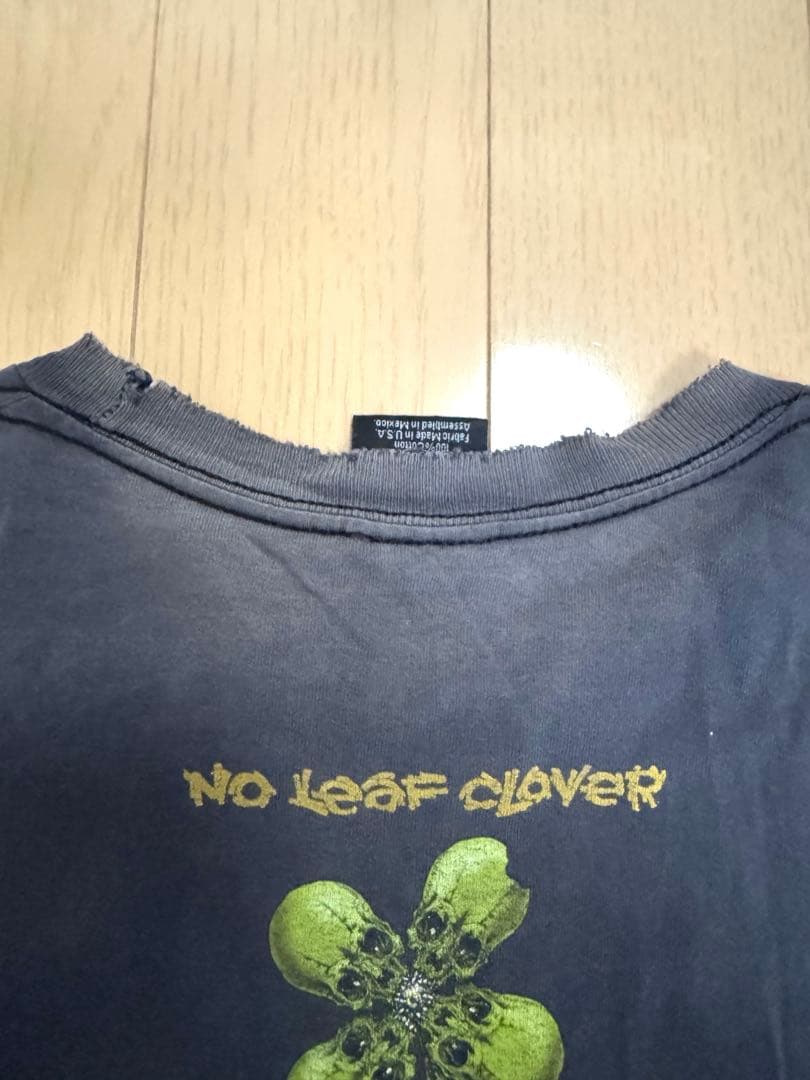 100% Cotton
Fabric Made in U.S.A.
Assembled in Mexico.
NO LEAF CLOVER